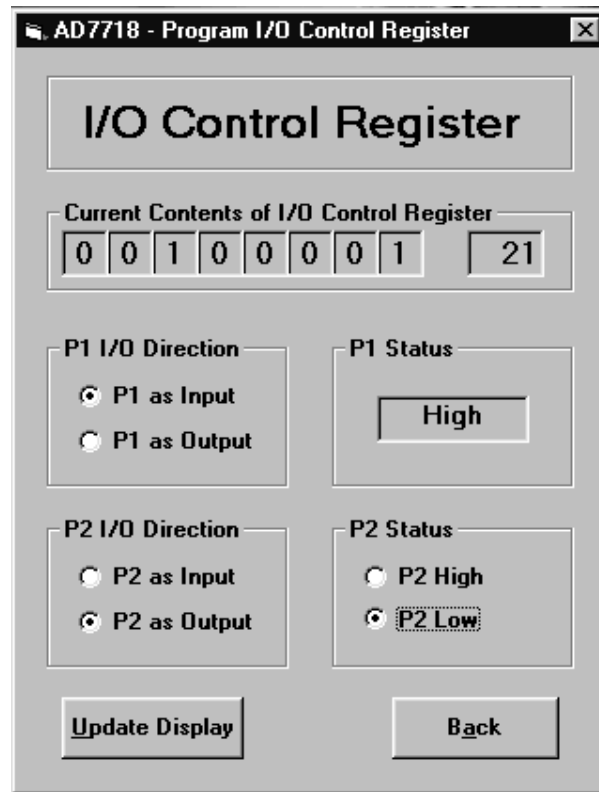 AD7718 - Program I/O Control Register
I/O Control Register
Current Contents of I/O Control Register
0 0 1 0 0 0 0 1 21
P1 I/O Direction
P1 as Input
P1 as Output
P1 Status
High
P2 I/O Direction
P2 as Input
P2 as Output
P2 Status
P2 High
P2 Low
Update Display
Back